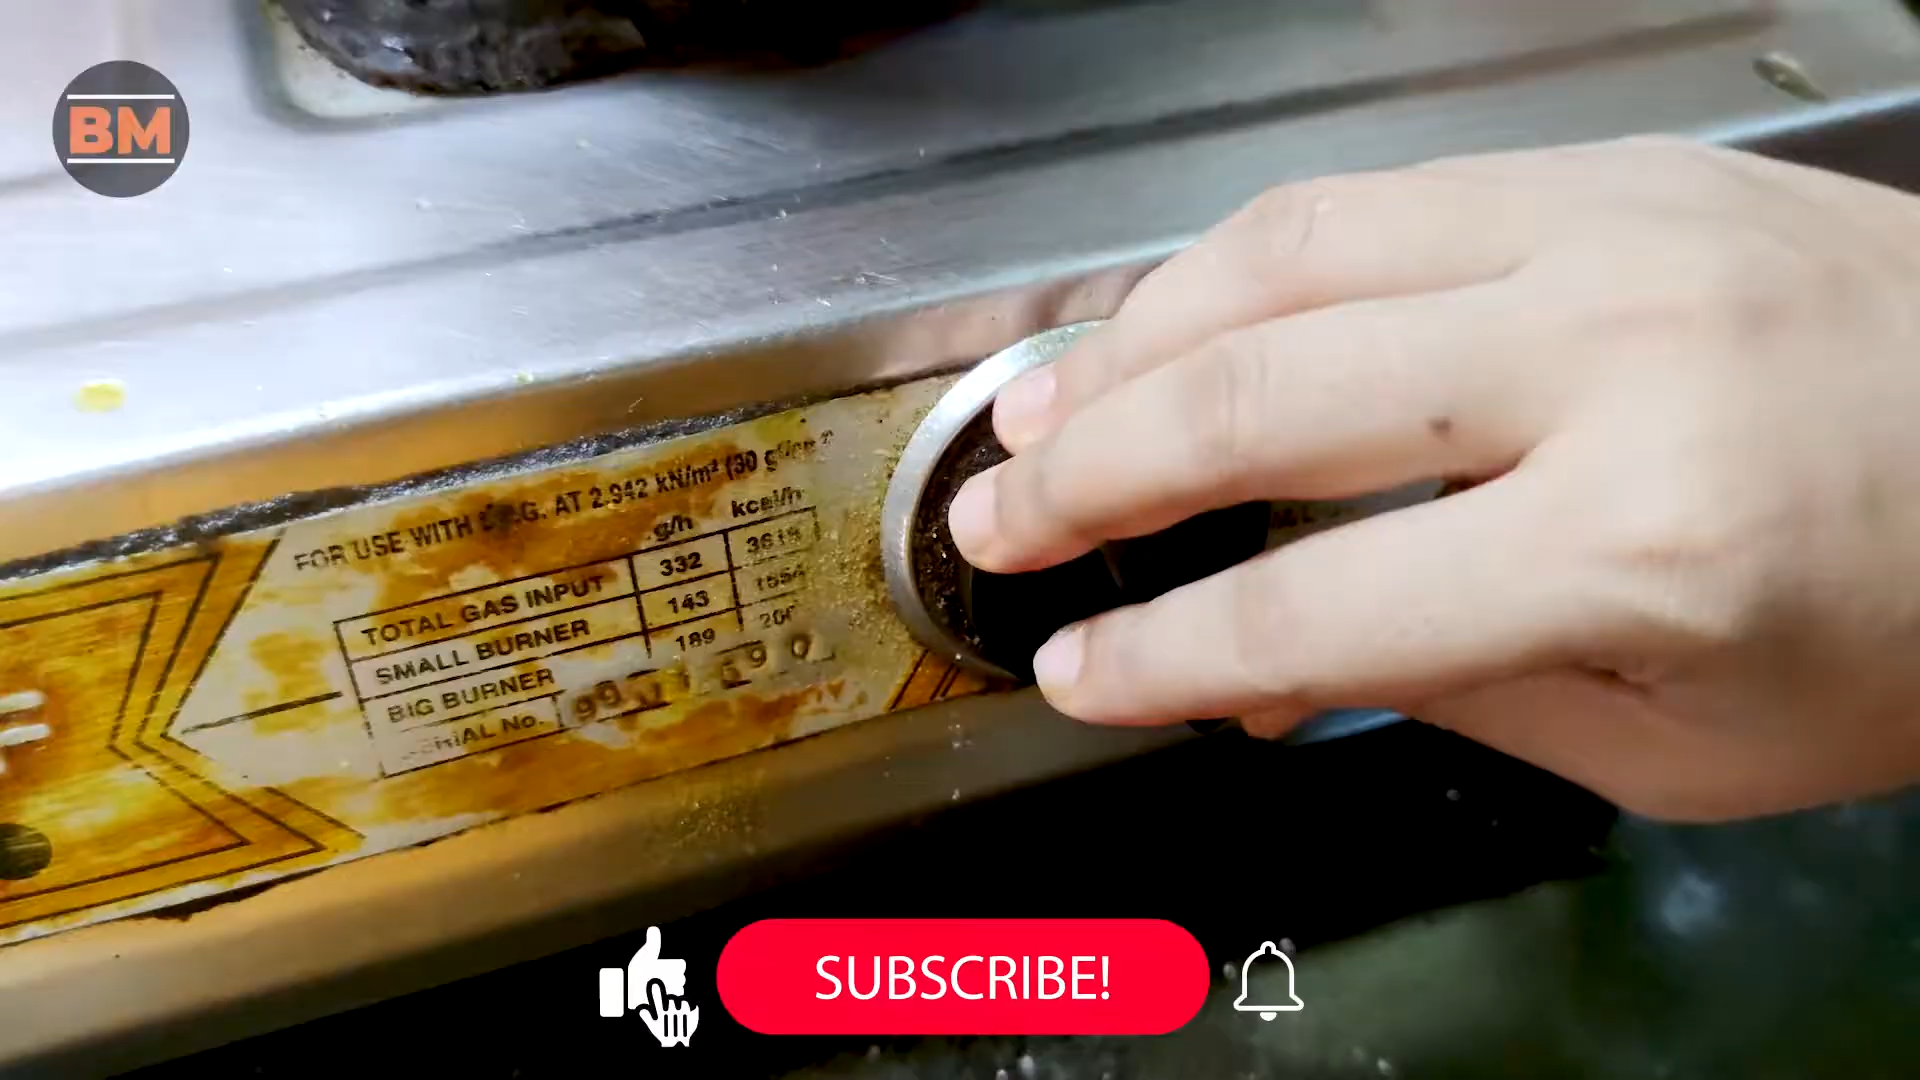 BM
FOR USE WITH L.P.G. AT 2.942 kN/m² (30
g/h kcal/h
TOTAL GAS INPUT 332
SMALL BURNER 143
BIG BURNER 189
SERIAL No.
SUBSCRIBE!